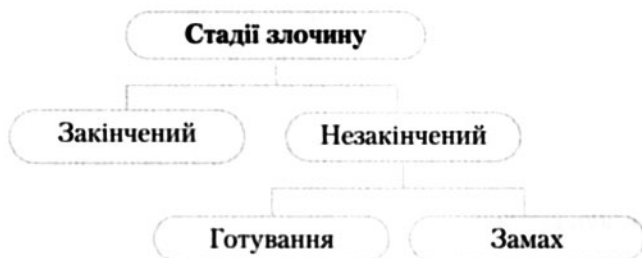 Стадії злочину
Закінчений
Незакінчений
Готування
Замах